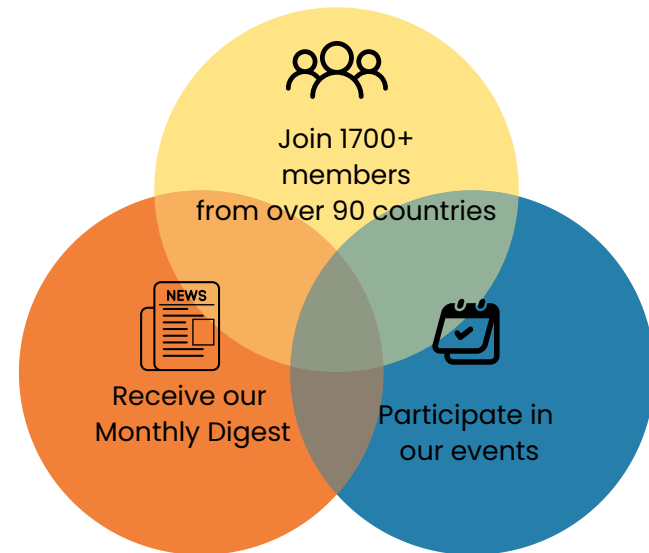 Join 1700+
members
from over 90 countries
NEWS
Receive our
Monthly Digest
Participate in
our events